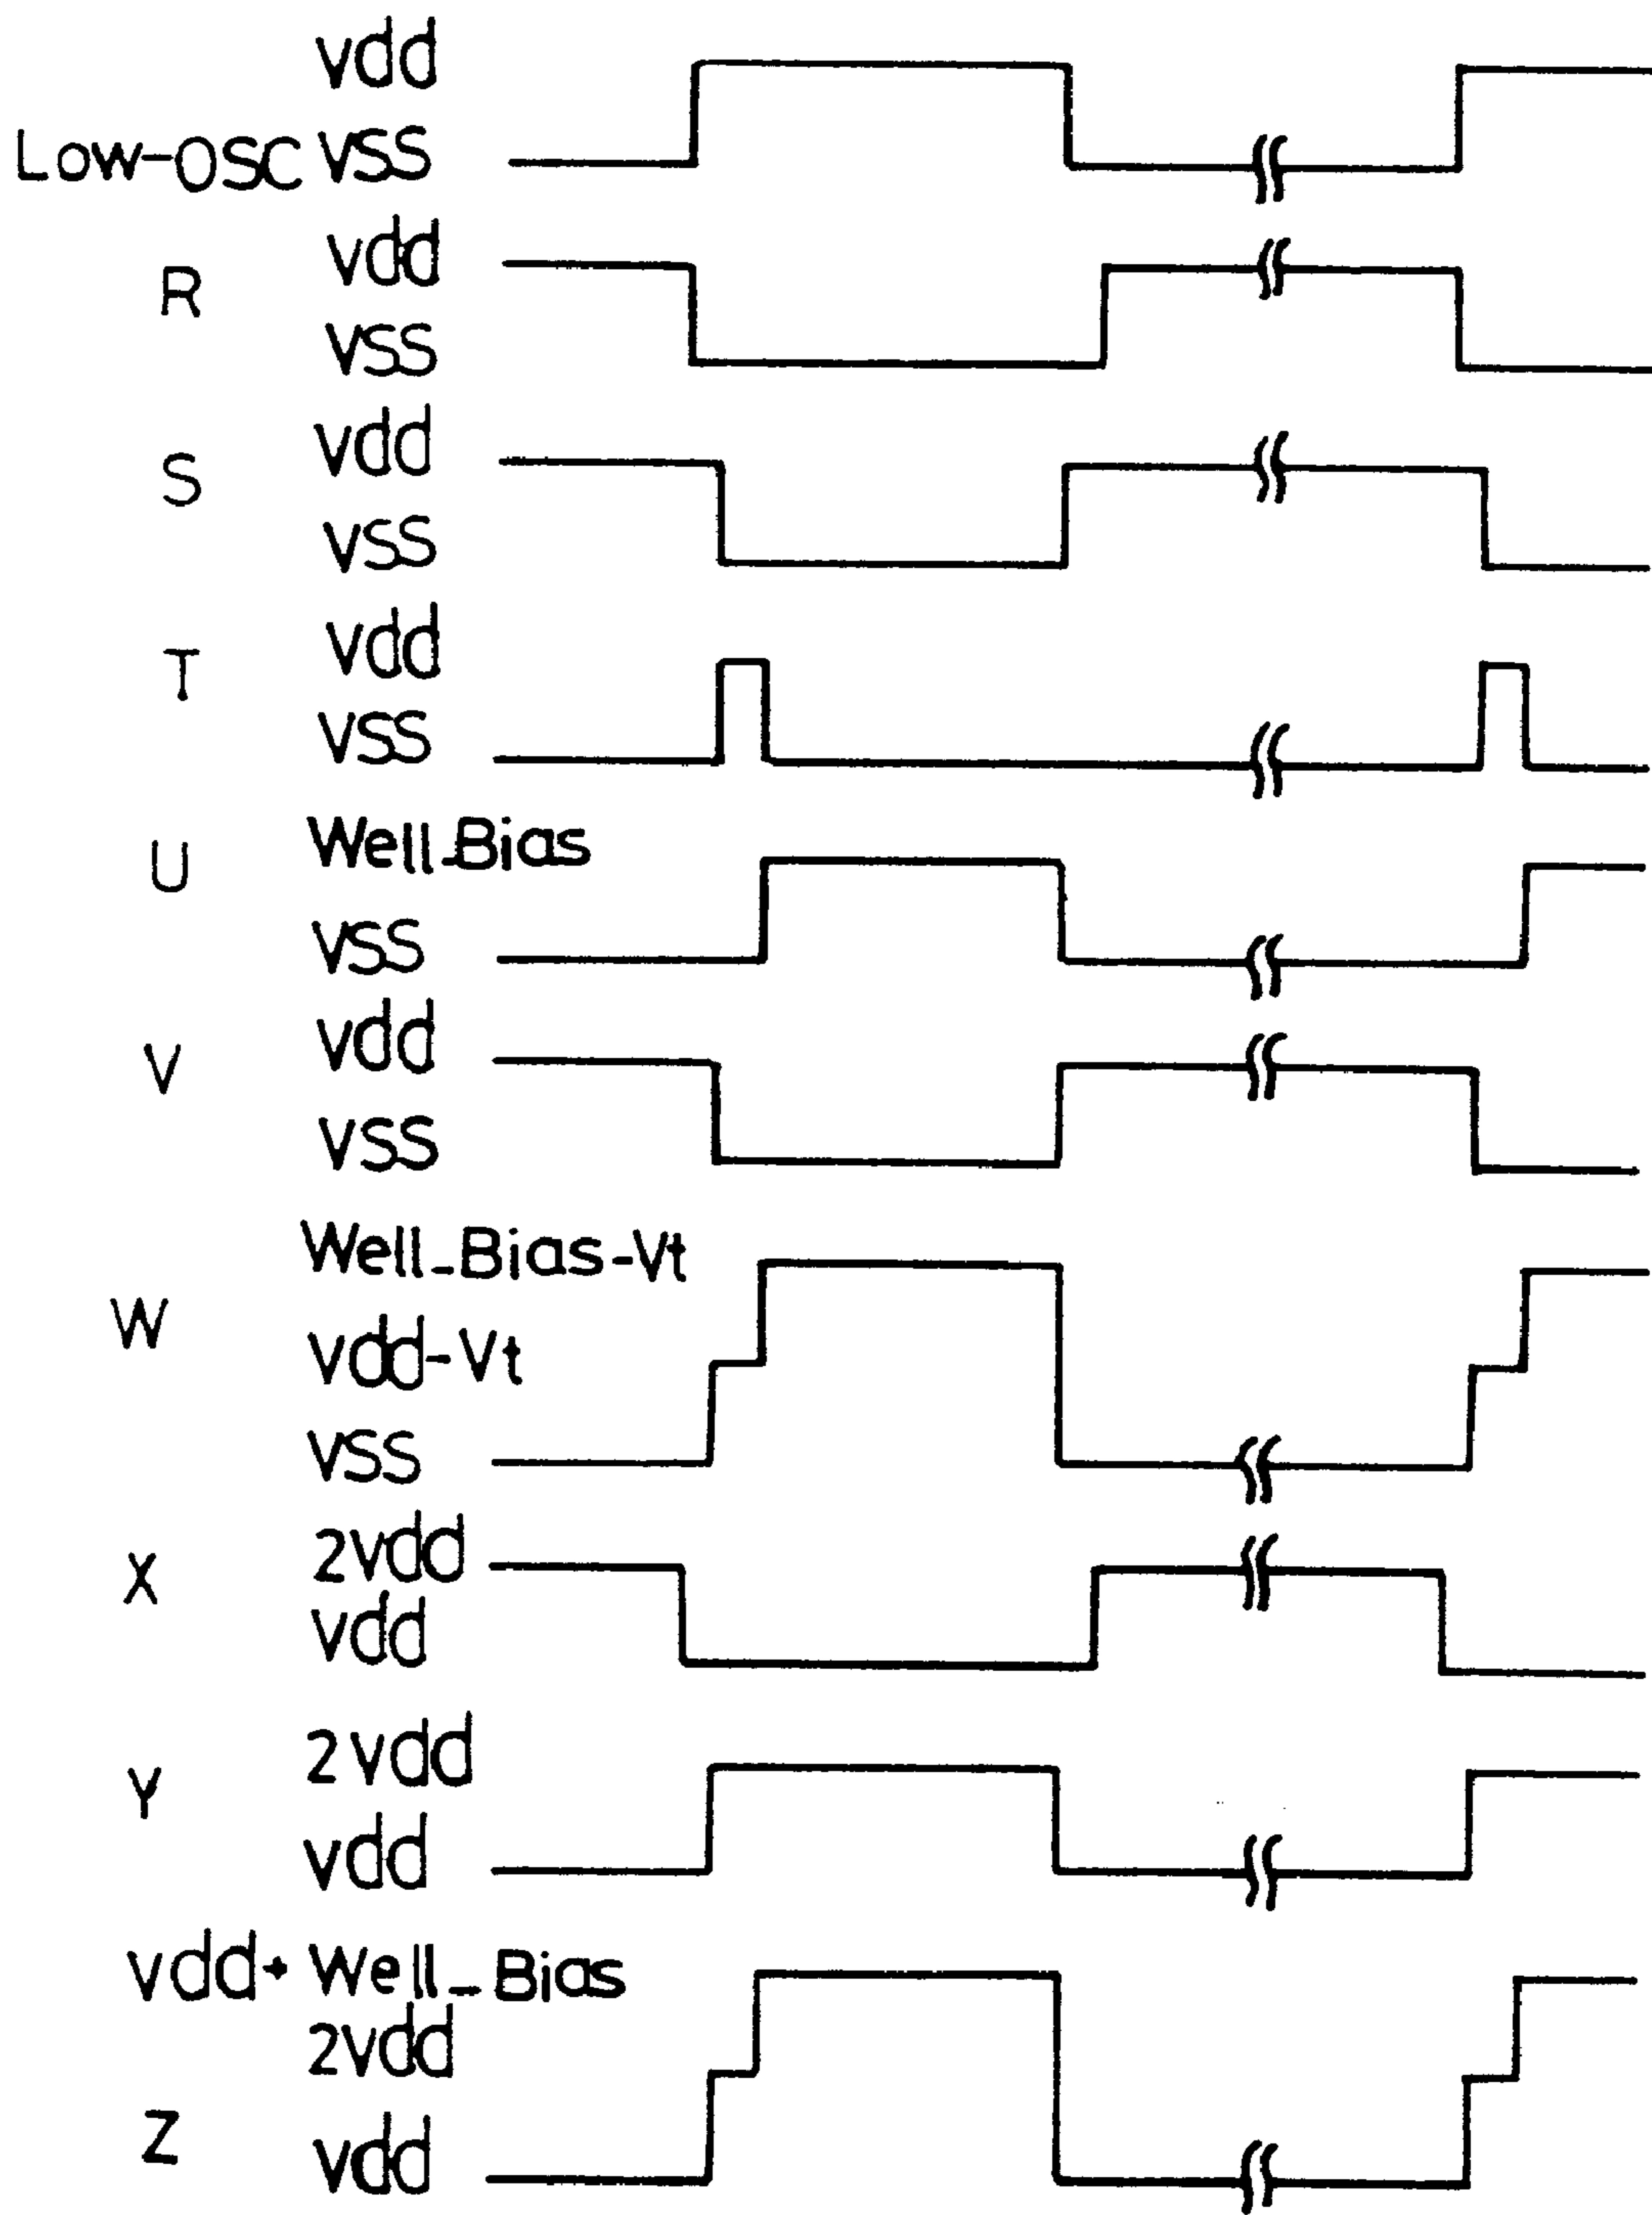 Vdd
Low-OSC VSS
Vdd
R
VSS
Vdd
S
VSS
Vdd
T
VSS
Well_Bias
U
VSS
Vdd
V
VSS
Well_Bias-Vt
W
Vdd-Vt
VSS
2Vdd
X
Vdd
2Vdd
Y
Vdd
Vdd+Well_Bias
2Vdd
Z
Vdd